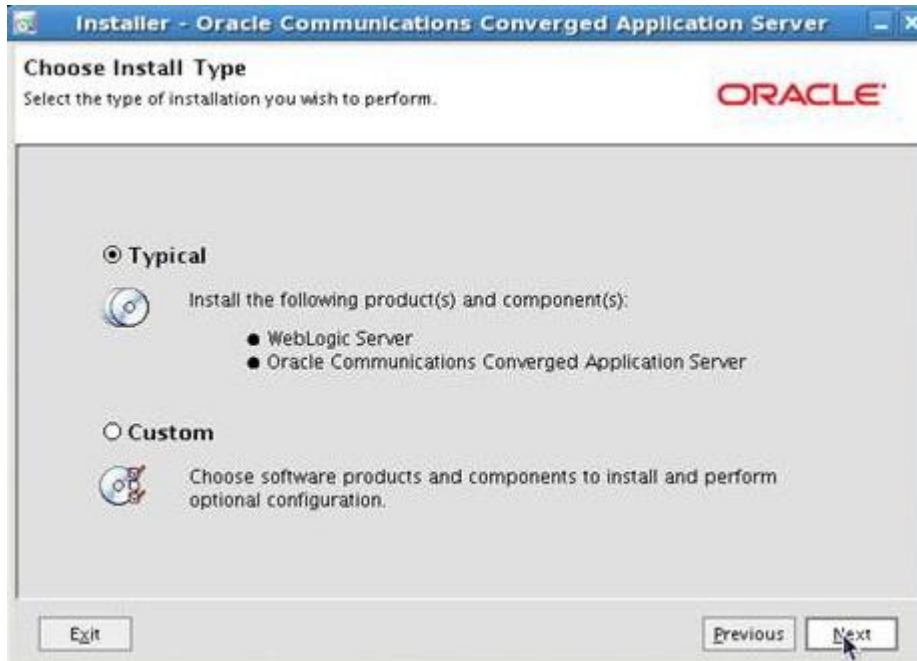 Installer - Oracle Communications Converged Application Server
Choose Install Type
Select the type of installation you wish to perform.
ORACLE
Typical
Install the following product(s) and component(s):
● WebLogic Server
● Oracle Communications Converged Application Server
Custom
Choose software products and components to install and perform
optional configuration.
Exit
Previous
Next